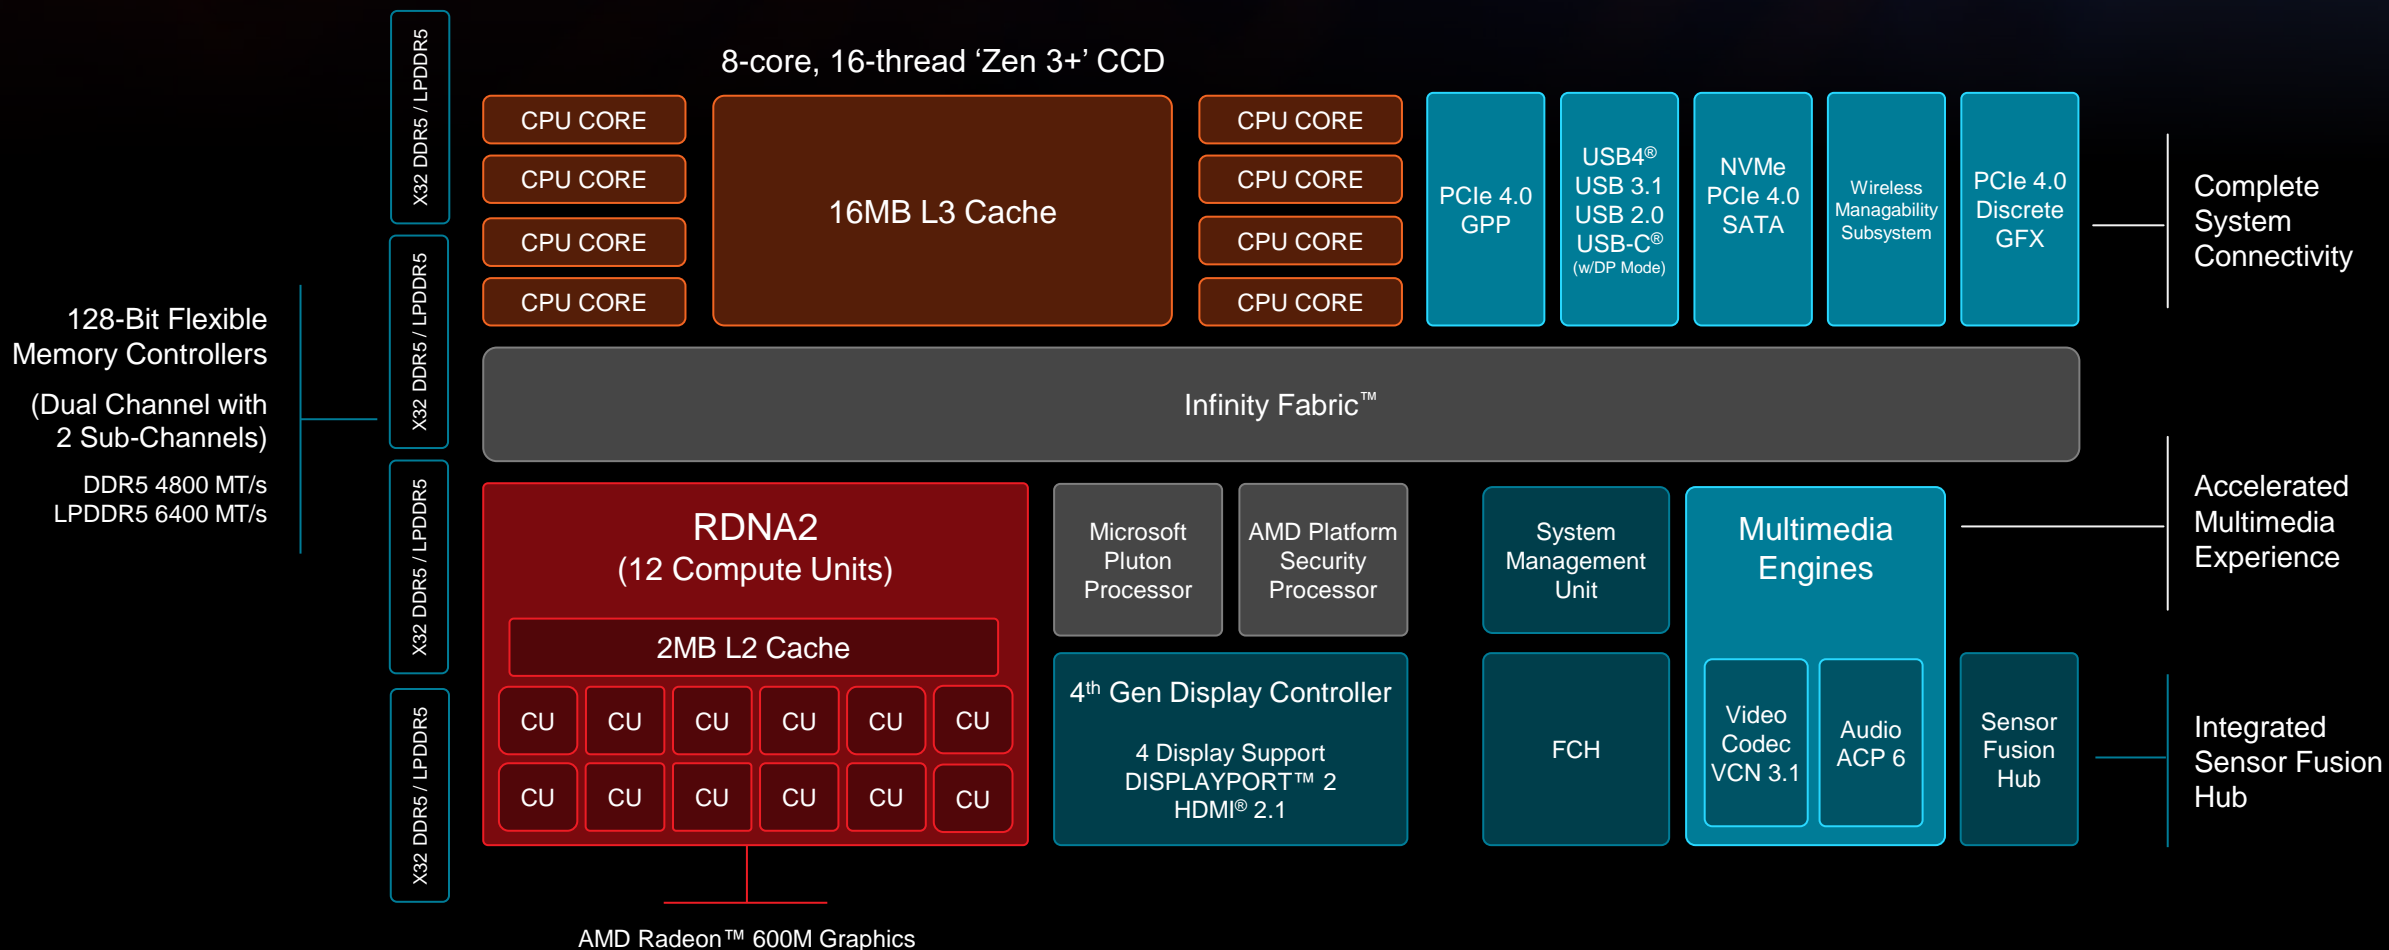 8-core, 16-thread ‘Zen 3+’ CCD
X32 DDR5 / LPDDR5
X32 DDR5 / LPDDR5
X32 DDR5 / LPDDR5
X32 DDR5 / LPDDR5
128-Bit Flexible
Memory Controllers
(Dual Channel with
2 Sub-Channels)
DDR5 4800 MT/s
LPDDR5 6400 MT/s
CPU CORE
CPU CORE
CPU CORE
CPU CORE
16MB L3 Cache
CPU CORE
CPU CORE
CPU CORE
CPU CORE
PCIe 4.0
GPP
USB4®
USB 3.1
USB 2.0
USB-C®
(w/DP Mode)
NVMe
PCIe 4.0
SATA
Wireless
Managability
Subsystem
PCIe 4.0
Discrete
GFX
Complete
System
Connectivity
Infinity Fabric™
RDNA2
(12 Compute Units)
2MB L2 Cache
CU CU CU CU CU CU
CU CU CU CU CU CU
AMD Radeon™ 600M Graphics
Microsoft
Pluton
Processor
AMD Platform
Security
Processor
4th Gen Display Controller
4 Display Support
DISPLAYPORT™ 2
HDMI® 2.1
System
Management
Unit
FCH
Multimedia
Engines
Video
Codec
VCN 3.1
Audio
ACP 6
Sensor
Fusion
Hub
Accelerated
Multimedia
Experience
Integrated
Sensor Fusion
Hub